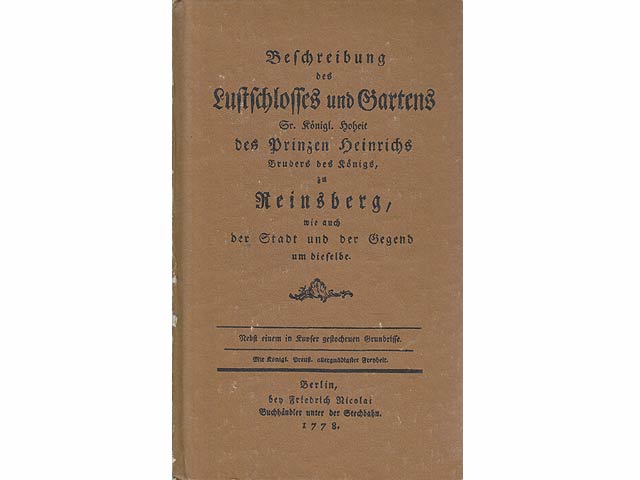 Beſchreibung
des
Luſtſchloſſes und Gartens
Sr. Königl. Hoheit
des Prinzen Heinrichs
Bruders des Königs,
zu
Reinsberg,
wie auch
der Stadt und der Gegend
um dieſelbe.
Nebſt einem in Kupfer geſtochenen Grundriſſe.
Mit Königl. Preuß. allergnädigſter Freyheit.
Berlin,
bey Friedrich Nicolai
Buchhändler unter der Stechbahn.
1778.